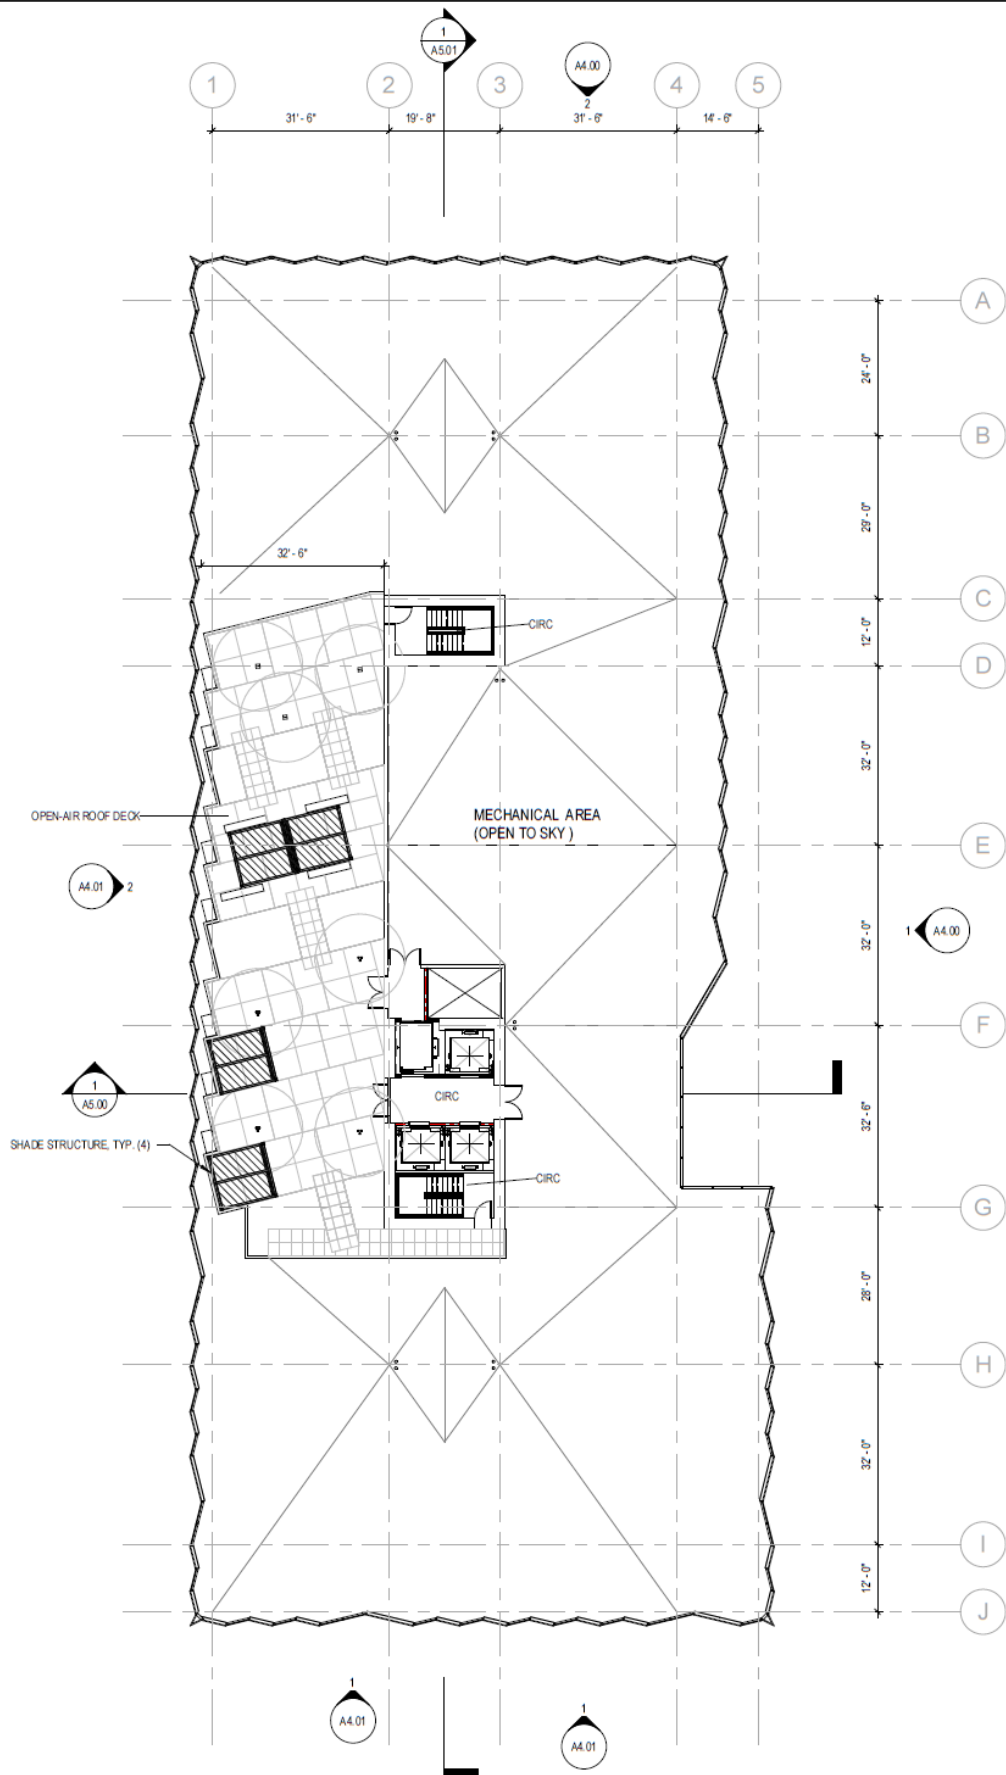 1
A5.01
A4.00
2
1
2
3
4
5
31' - 6"
19' - 8"
31' - 6"
14' - 6"
A
24' - 0"
B
29' - 0"
32' - 6"
C
CIRC
12' - 0"
D
32' - 0"
OPEN-AIR ROOF DECK
MECHANICAL AREA
(OPEN TO SKY )
E
A4.01
2
32' - 0"
1
A4.00
F
1
A5.00
CIRC
32' - 6"
SHADE STRUCTURE, TYP. (4)
CIRC
G
28' - 0"
H
32' - 0"
I
12' - 0"
J
1
A4.01
1
A4.01